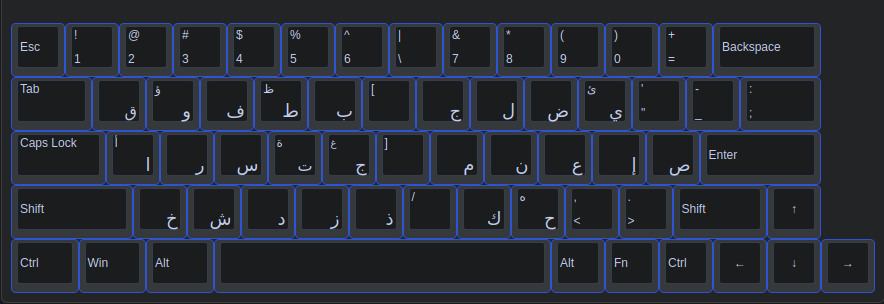 Esc ! 1 @ 2 # 3 $ 4 % 5 ^ 6 | \ & 7 * 8 ( 9 ) 0 + = Backspace
Tab ق ؤ و ف ظ ط ب [ ج ل ض ئ ي ' " - _ : ;
Caps Lock أ ا ر س ة ت غ ج ] م ن ع إ ص Enter
Shift خ ش د ز ذ / ك ه ح , < . > Shift ↑
Ctrl Win Alt Alt Fn Ctrl ← ↓ →